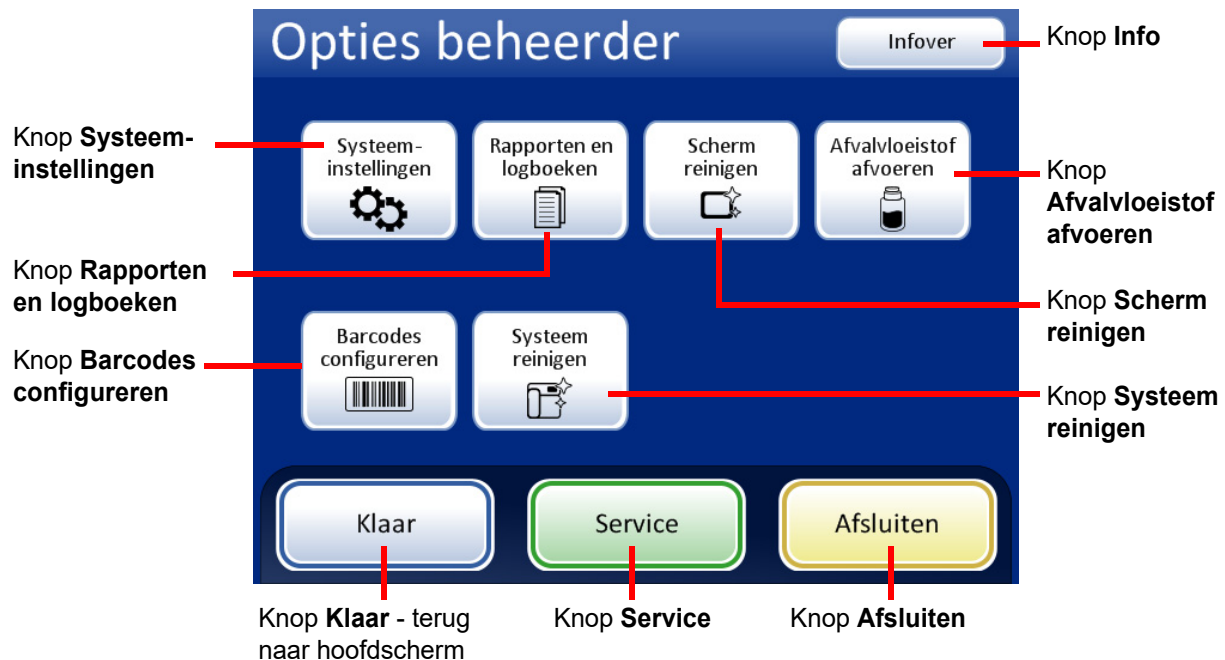 Opties beheerder
Infover
Knop Info
Knop Systeem-
instellingen
Systeem-
instellingen
Rapporten en
logboeken
Scherm
reinigen
Afvalvloeistof
afvoeren
Knop
Afvalvloeistof
afvoeren
Knop Rapporten
en logboeken
Knop Scherm
reinigen
Knop Barcodes
configureren
Barcodes
configureren
Systeem
reinigen
Knop Systeem
reinigen
Klaar
Service
Afsluiten
Knop Klaar - terug
naar hoofdscherm
Knop Service
Knop Afsluiten